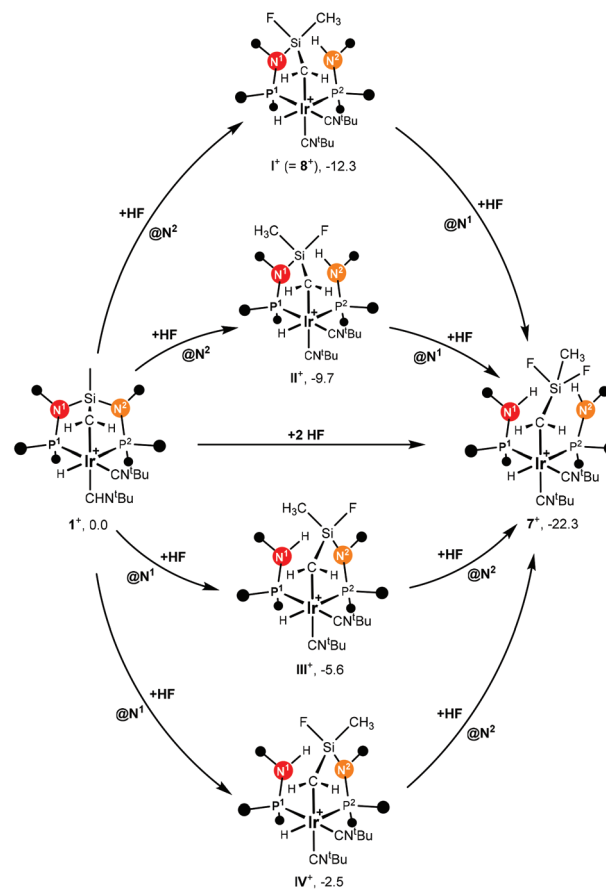 F CH₃
Si
N¹ H N²
H C H
P¹ P²
H Ir⁺ CNᵗBu
CNᵗBu
I⁺ (= 8⁺), -12.3
+HF
@N²
+HF
@N¹
H₃C F
Si
N¹ H N²
H C H
P¹ P²
H Ir⁺ CNᵗBu
CNᵗBu
II⁺, -9.7
+HF
@N²
+HF
@N¹
Si
N¹ N²
C
H H
P¹ P²
H Ir⁺ CNᵗBu
CHNᵗBu
1⁺, 0.0
+2 HF
F CH₃
Si F
N¹ H H N²
H C H
P¹ P²
H Ir⁺ CNᵗBu
CNᵗBu
7⁺, -22.3
+HF
@N¹
H₃C F
Si
N¹ H N²
H C H
P¹ P²
H Ir⁺ CNᵗBu
CNᵗBu
III⁺, -5.6
+HF
@N²
+HF
@N¹
F CH₃
Si
N¹ H N²
H C H
P¹ P²
H Ir⁺ CNᵗBu
CNᵗBu
IV⁺, -2.5
+HF
@N²